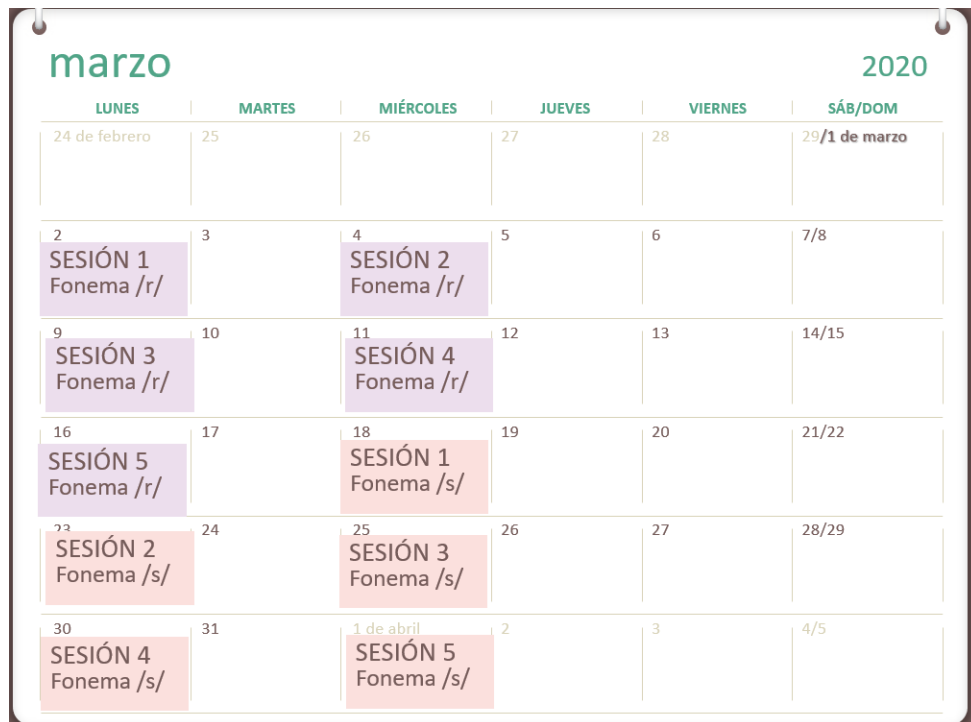 marzo 2020
LUNES MARTES MIÉRCOLES JUEVES VIERNES SÁB/DOM
24 de febrero 25 26 27 28 29/1 de marzo
2 3 4 5 6 7/8
SESIÓN 1 SESIÓN 2
Fonema /r/ Fonema /r/
9 10 11 12 13 14/15
SESIÓN 3 SESIÓN 4
Fonema /r/ Fonema /r/
16 17 18 19 20 21/22
SESIÓN 5 SESIÓN 1
Fonema /r/ Fonema /s/
23 24 25 26 27 28/29
SESIÓN 2 SESIÓN 3
Fonema /s/ Fonema /s/
30 31 1 de abril 2 3 4/5
SESIÓN 4 SESIÓN 5
Fonema /s/ Fonema /s/